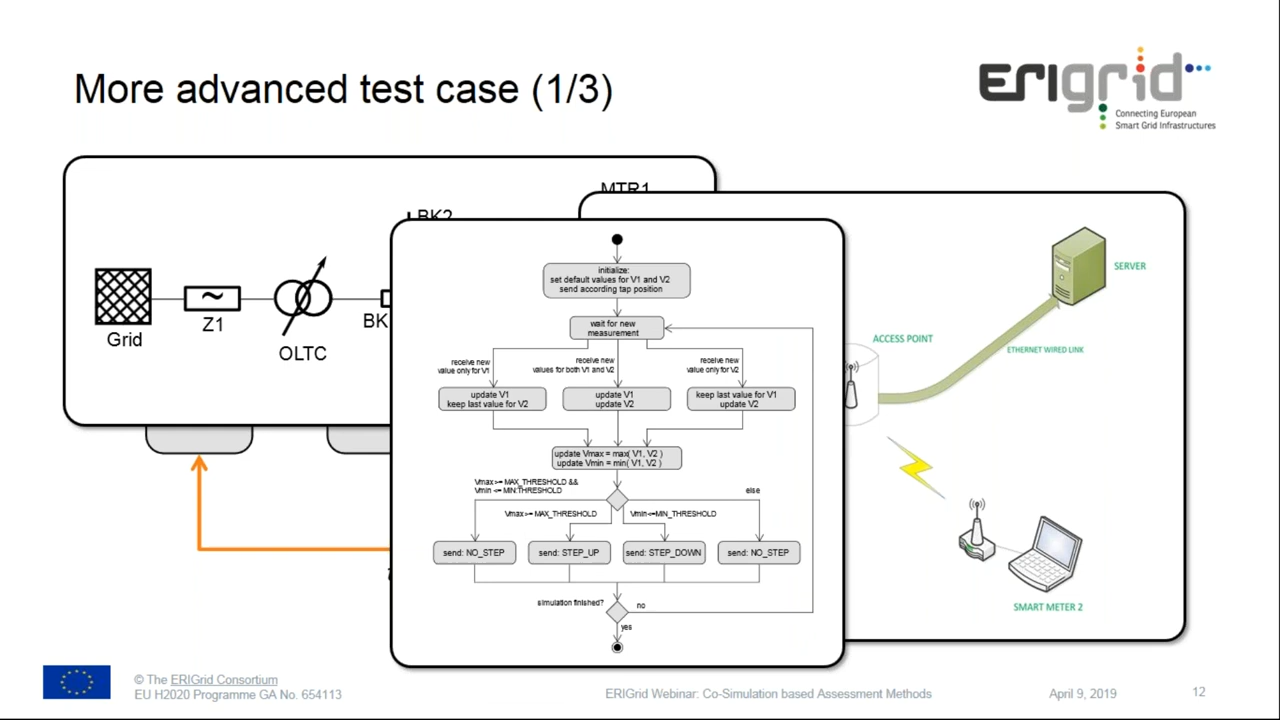 More advanced test case (1/3)
ERIGrid
Connecting European
Smart Grid Infrastructures
MTR1
BK2
Grid
Z1
OLTC
BK
initialize:
set default values for V1 and V2
send according tap position
wait for new
measurement
receive new
value only for V1
receive new
values for both V1 and V2
receive new
value only for V2
update V1
keep last value for V2
update V1
update V2
keep last value for V1
update V2
update Vmax = max( V1, V2 )
update Vmin = min( V1, V2 )
Vmax>= MAX_THRESHOLD &&
Vmin <= MIN:THRESHOLD
else
Vmax>= MAX_THRESHOLD
Vmin<=MIN_THRESHOLD
send: NO_STEP
send: STEP_UP
send: STEP_DOWN
send: NO_STEP
simulation finished?
no
yes
SERVER
ACCESS POINT
ETHERNET WIRED LINK
SMART METER 2
© The ERIGrid Consortium
EU H2020 Programme GA No. 654113
ERIGrid Webinar: Co-Simulation based Assessment Methods
April 9, 2019
12